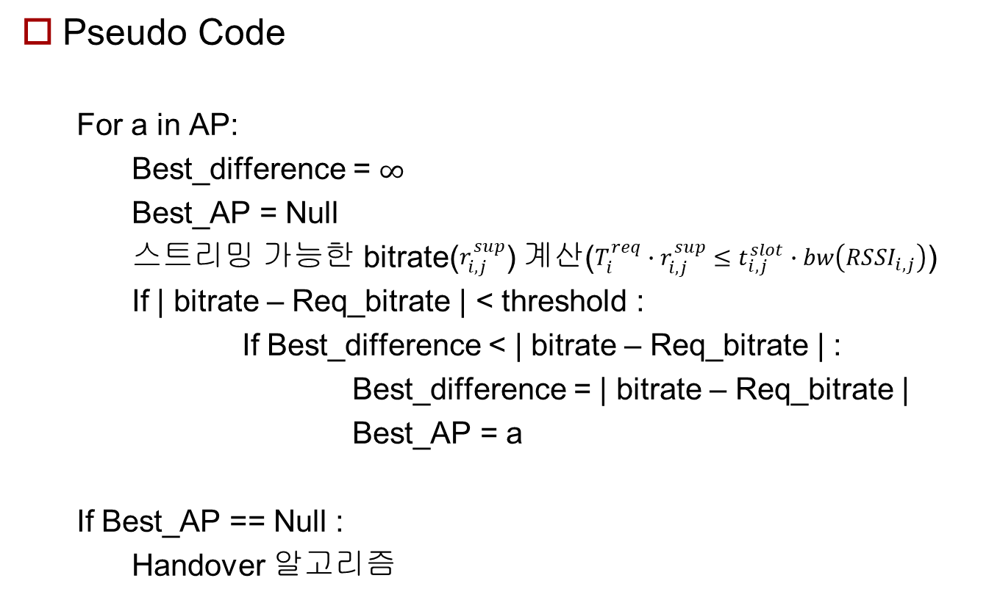 Pseudo Code
For a in AP:
Best_difference = ∞
Best_AP = Null
스트리밍 가능한 bitrate($r_{i,j}^{sup}$) 계산($T_i^{req} \cdot r_{i,j}^{sup} \leq t_{i,j}^{slot} \cdot bw(RSSI_{i,j})$)
If | bitrate – Req_bitrate | < threshold :
If Best_difference < | bitrate – Req_bitrate | :
Best_difference = | bitrate – Req_bitrate |
Best_AP = a
If Best_AP == Null :
Handover 알고리즘